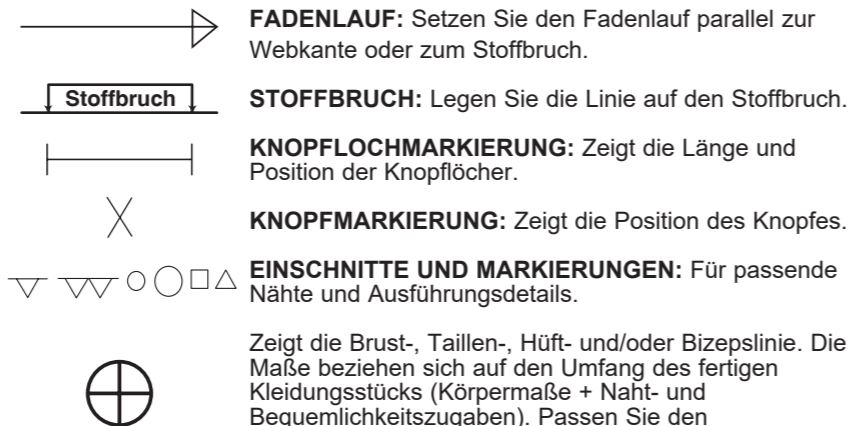 FADENLAUF: Setzen Sie den Fadenlauf parallel zur
Webkante oder zum Stoffbruch.
Stoffbruch
STOFFBRUCH: Legen Sie die Linie auf den Stoffbruch.
KNOPFLOCHMARKIERUNG: Zeigt die Länge und
Position der Knopflöcher.
KNOPFMARKIERUNG: Zeigt die Position des Knopfes.
EINSCHNITTE UND MARKIERUNGEN: Für passende
Nähte und Ausführungsdetails.
Zeigt die Brust-, Taillen-, Hüft- und/oder Bizepslinie. Die
Maße beziehen sich auf den Umfang des fertigen
Kleidungsstücks (Körpermaße + Naht- und
Bequemlichkeitszugaben). Passen Sie den